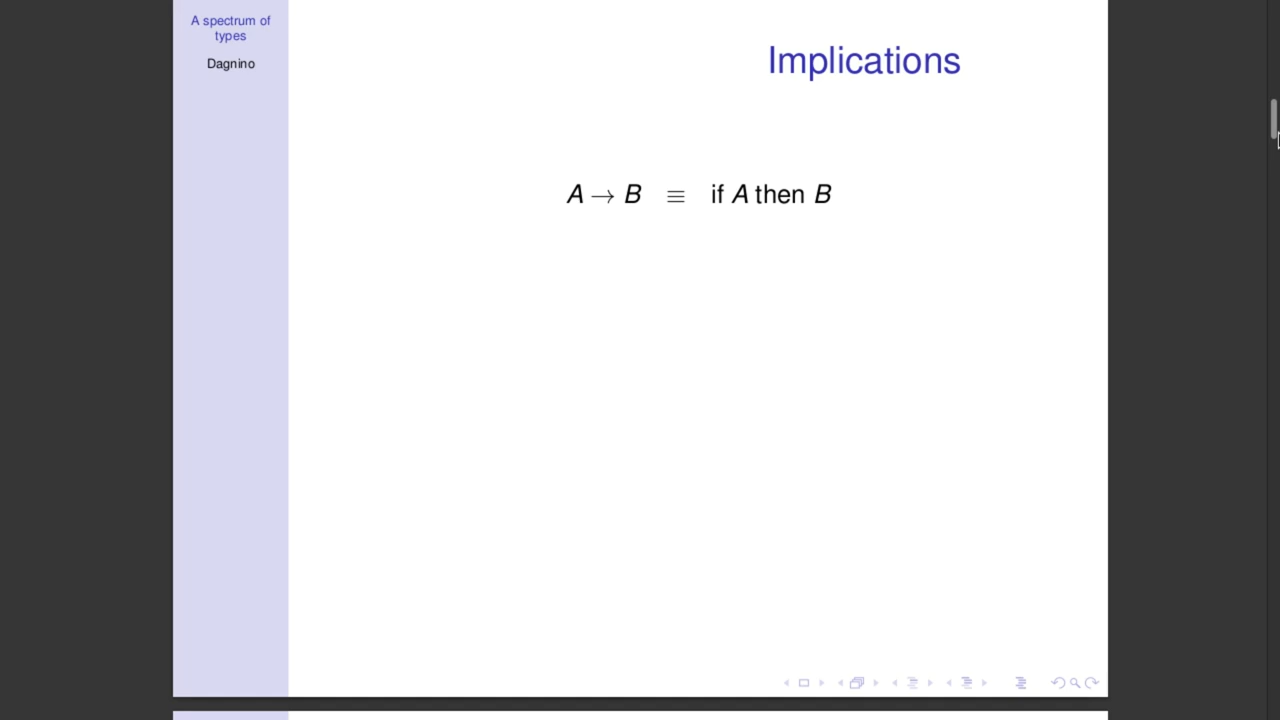 A spectrum of
types
Dagnino
Implications
A → B ≡ if A then B